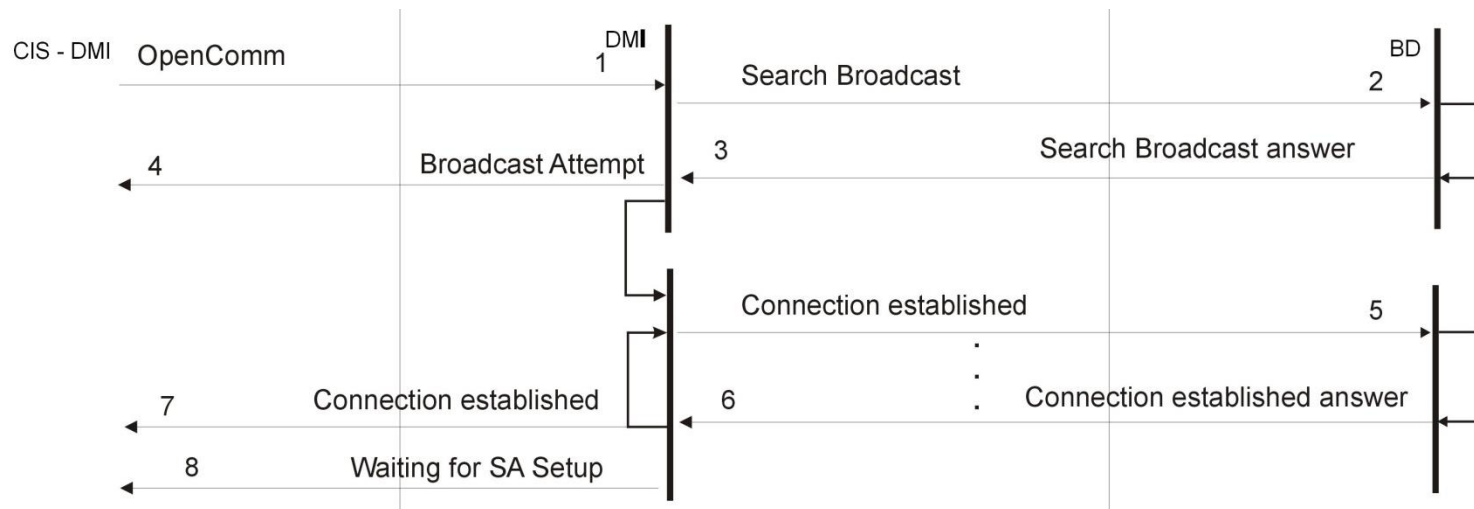 CIS - DMI
OpenComm
DMI
1
Search Broadcast
BD
2
4
Broadcast Attempt
3
Search Broadcast answer
Connection established
5
.
.
.
7
Connection established
6
Connection established answer
8
Waiting for SA Setup